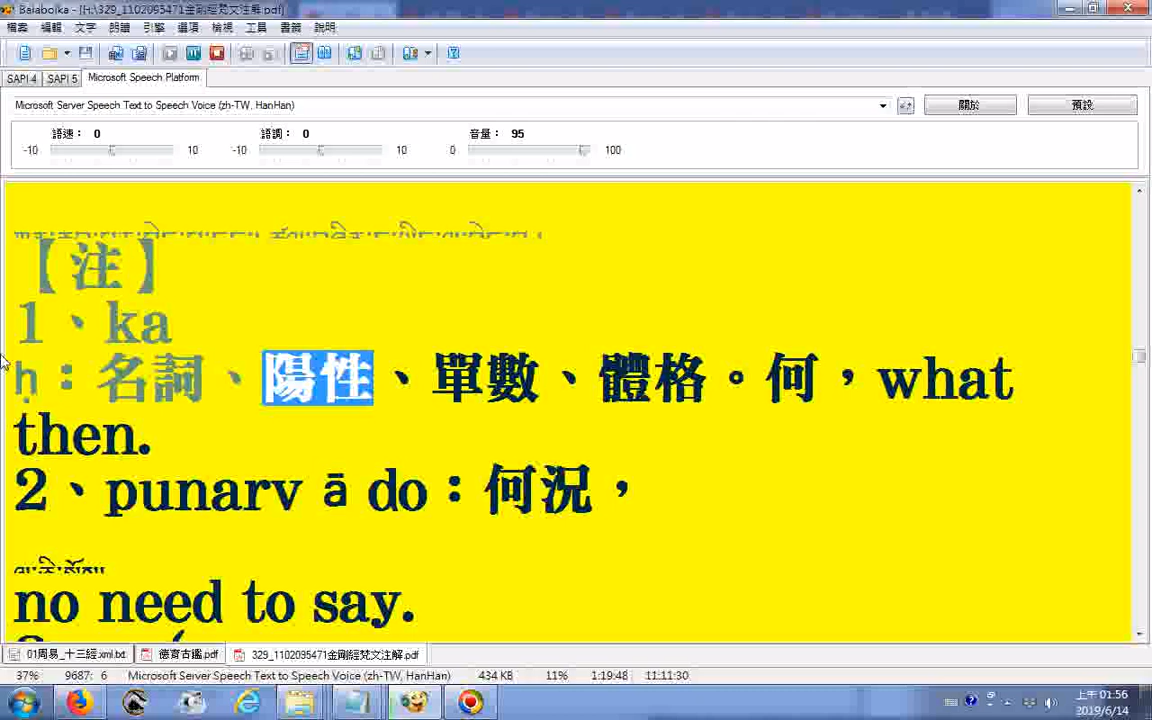 Balabolka - [H:\329_1102095471金剛經梵文注解.pdf]
檔案 編輯 文字 朗讀 引擎 選項 檢視 工具 書籤 說明
SAPI 4 SAPI 5 Microsoft Speech Platform
Microsoft Server Speech Text to Speech Voice (zh-TW, HanHan) 關於 預設
語速： 0 語調： 0 音量： 95
-10 10 -10 10 0 100
【注】
1、ka
ḥ：名詞、陽性、單數、體格。何，what
then.
2、punarv ā do：何況，
no need to say.
01周易_十三經.xml.txt 德育古鑑.pdf 329_1102095471金剛經梵文注解.pdf
37% 9687: 6 Microsoft Server Speech Text to Speech Voice (zh-TW, HanHan) 434 KB 11% 1:19:48 11:11:30
上午 01:56
2019/6/14